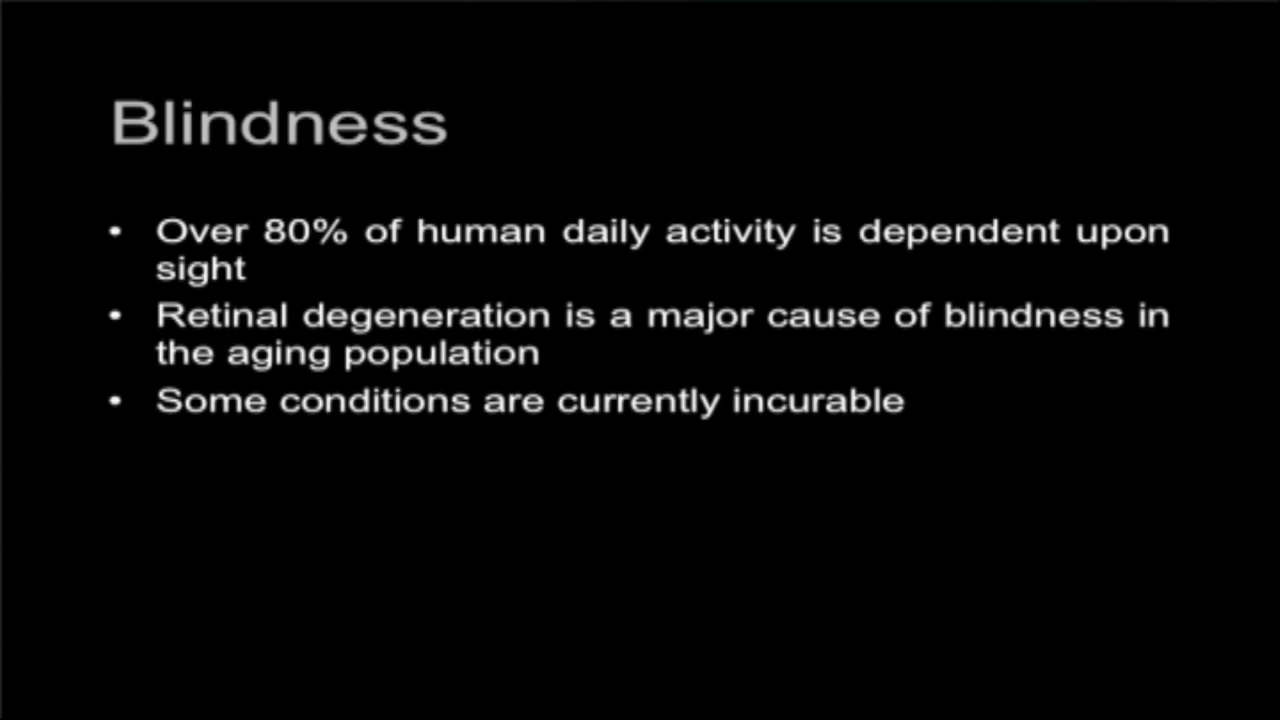 Blindness
• Over 80% of human daily activity is dependent upon
sight
• Retinal degeneration is a major cause of blindness in
the aging population
• Some conditions are currently incurable